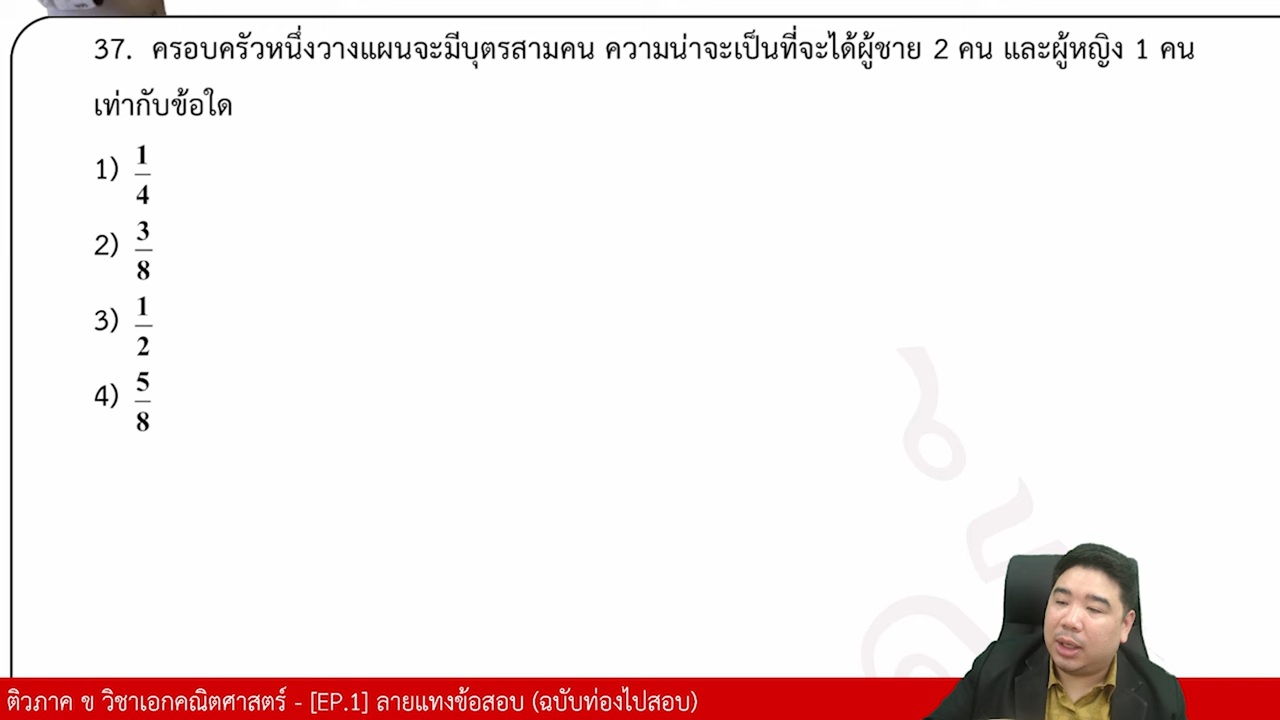 37. ครอบครัวหนึ่งวางแผนจะมีบุตรสามคน ความน่าจะเป็นที่จะได้ผู้ชาย 2 คน และผู้หญิง 1 คน
เท่ากับข้อใด
1) 1/4
2) 3/8
3) 1/2
4) 5/8
ติวภาค ข วิชาเอกคณิตศาสตร์ - [EP.1] ลายแทงข้อสอบ (ฉบับท่องไปสอบ)